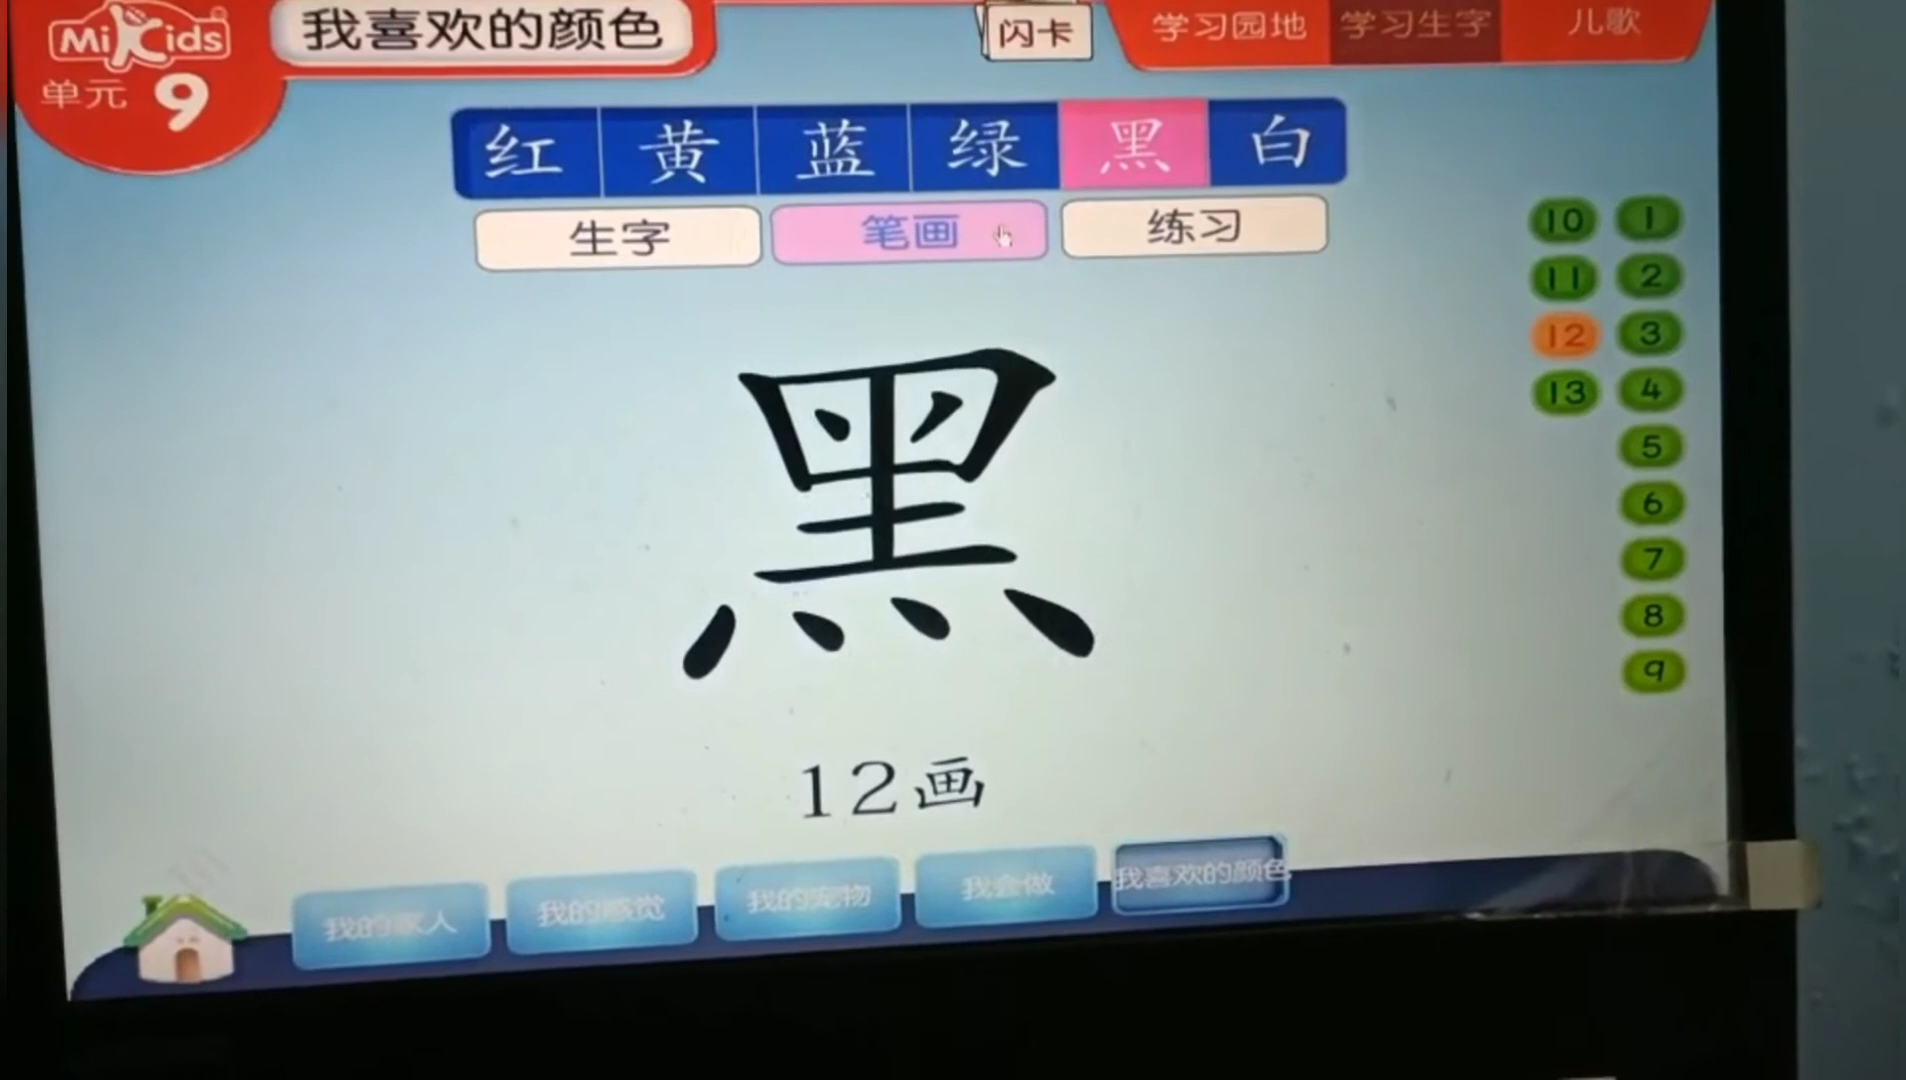 MiKids
单元 9
我喜欢的颜色
闪卡
学习园地 学习生字 儿歌
红 黄 蓝 绿 黑 白
生字 笔画 练习
10 1
11 2
12 3
13 4
5
6
7
8
9
黑
12画
我的家人 我的感觉 我的宠物 我会做 我喜欢的颜色